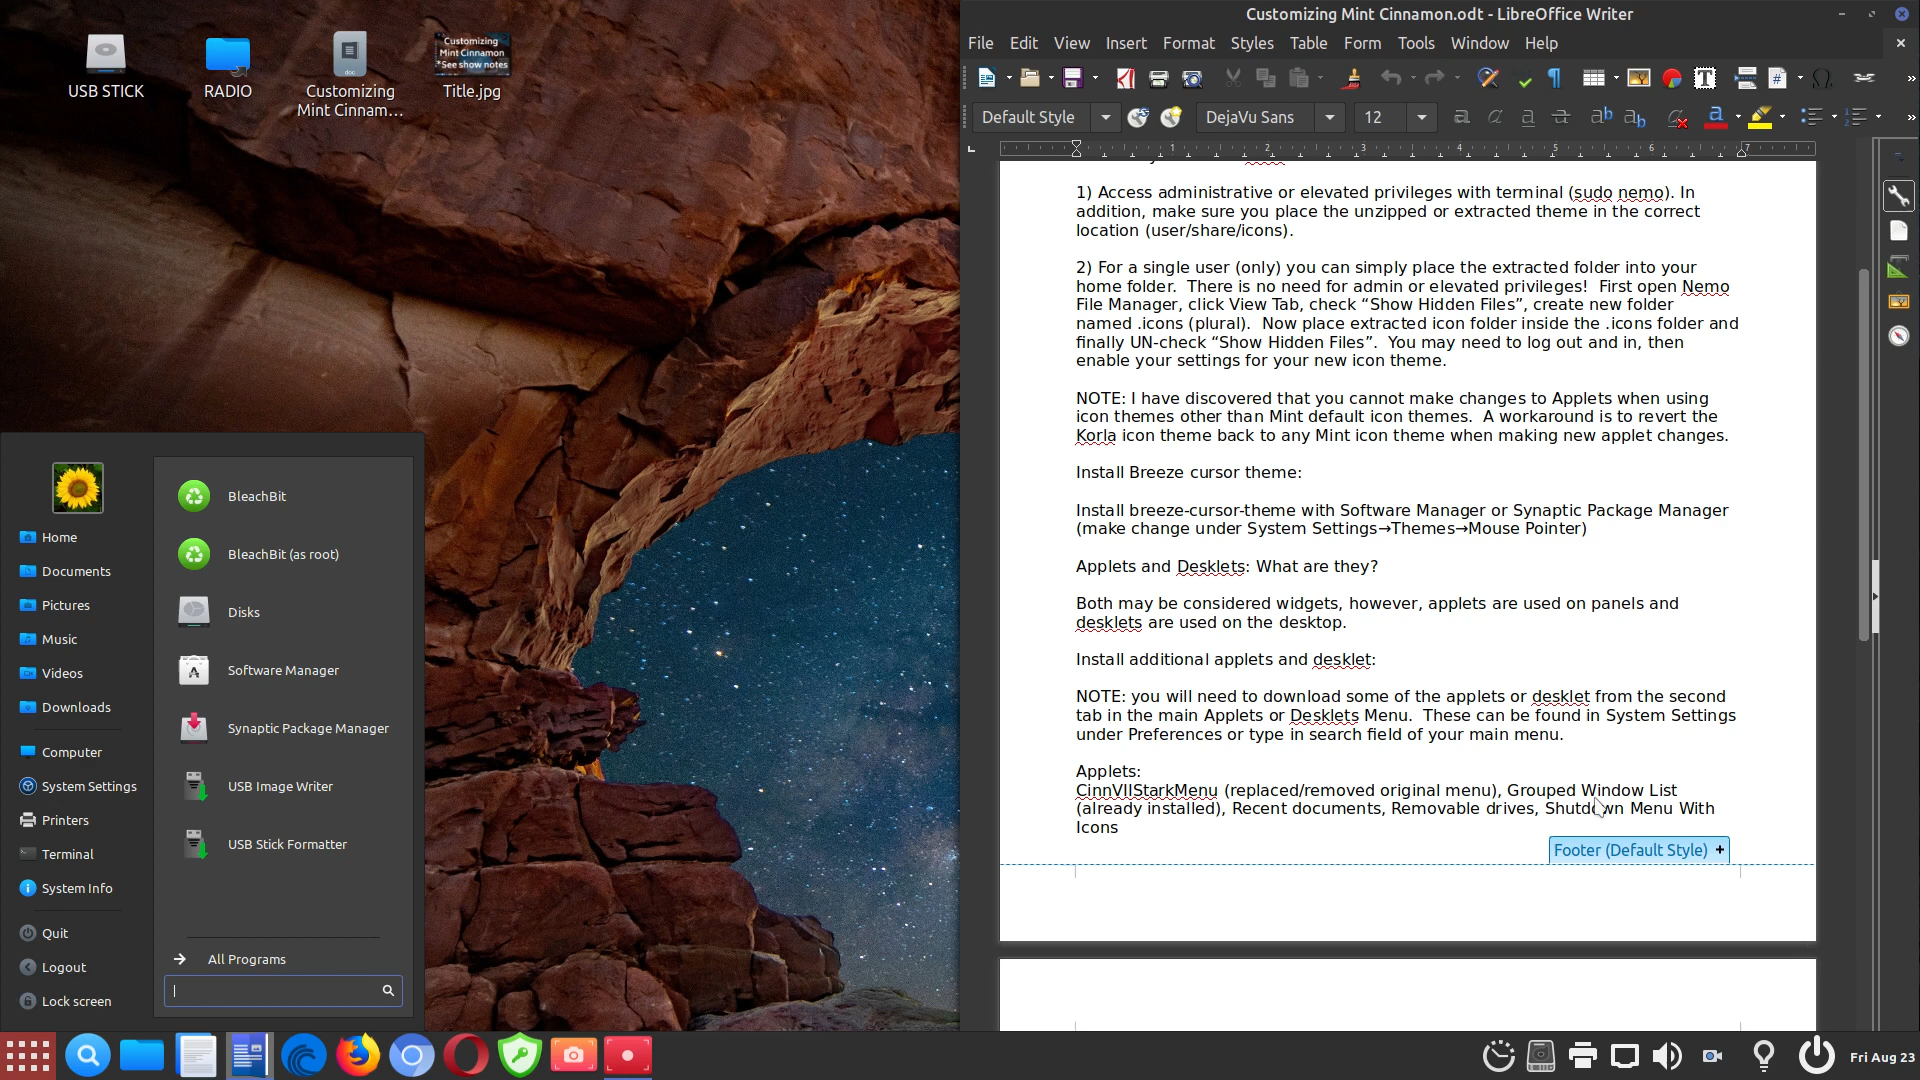 USB STICK
RADIO
Customizing
Mint Cinnam...
Customizing
Mint Cinnamon
*See show notes
Title.jpg
doc
Customizing Mint Cinnamon.odt - LibreOffice Writer
File Edit View Insert Format Styles Table Form Tools Window Help
Default Style DejaVu Sans 12
1 2 3 4 5 6 7
1) Access administrative or elevated privileges with terminal (sudo nemo). In
addition, make sure you place the unzipped or extracted theme in the correct
location (user/share/icons).
2) For a single user (only) you can simply place the extracted folder into your
home folder.  There is no need for admin or elevated privileges!  First open Nemo
File Manager, click View Tab, check “Show Hidden Files”, create new folder
named .icons (plural).  Now place extracted icon folder inside the .icons folder and
finally UN-check “Show Hidden Files”.  You may need to log out and in, then
enable your settings for your new icon theme.
NOTE: I have discovered that you cannot make changes to Applets when using
icon themes other than Mint default icon themes.  A workaround is to revert the
Korla icon theme back to any Mint icon theme when making new applet changes.
Install Breeze cursor theme:
Install breeze-cursor-theme with Software Manager or Synaptic Package Manager
(make change under System Settings→Themes→Mouse Pointer)
Applets and Desklets: What are they?
Both may be considered widgets, however, applets are used on panels and
desklets are used on the desktop.
Install additional applets and desklet:
NOTE: you will need to download some of the applets or desklet from the second
tab in the main Applets or Desklets Menu.  These can be found in System Settings
under Preferences or type in search field of your main menu.
Applets:
CinnVIIStarkMenu (replaced/removed original menu), Grouped Window List
(already installed), Recent documents, Removable drives, Shutdown Menu With
Icons
Footer (Default Style) +
Home
Documents
Pictures
Music
Videos
Downloads
Computer
System Settings
Printers
Terminal
System Info
Quit
Logout
Lock screen
BleachBit
BleachBit (as root)
Disks
Software Manager
Synaptic Package Manager
USB Image Writer
USB Stick Formatter
All Programs
Fri Aug 23